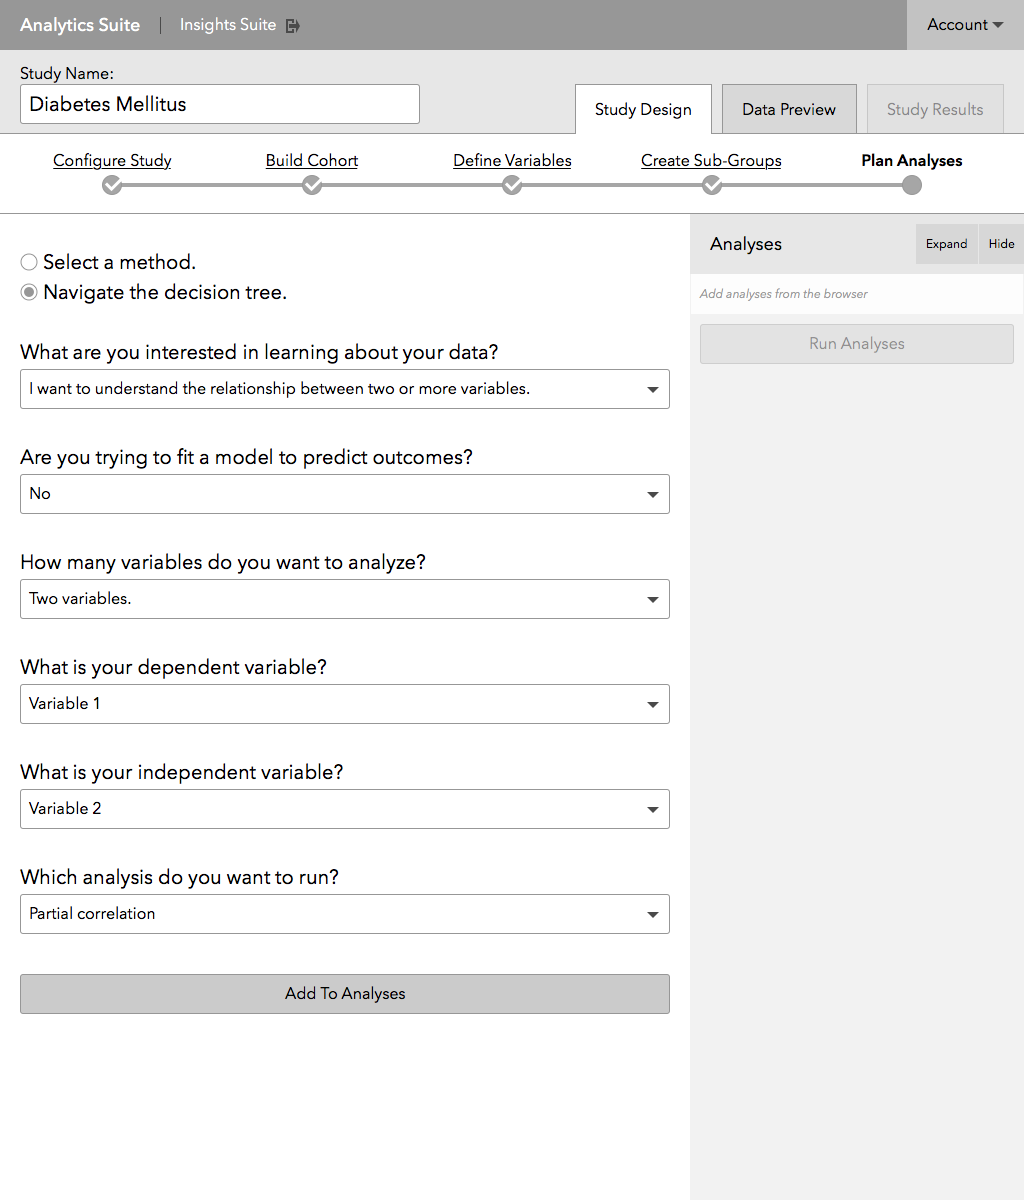 Analytics Suite | Insights Suite
Account
Study Name:
Diabetes Mellitus
Study Design
Data Preview
Study Results
Configure Study
Build Cohort
Define Variables
Create Sub-Groups
Plan Analyses
Select a method.
Navigate the decision tree.
What are you interested in learning about your data?
I want to understand the relationship between two or more variables.
Are you trying to fit a model to predict outcomes?
No
How many variables do you want to analyze?
Two variables.
What is your dependent variable?
Variable 1
What is your independent variable?
Variable 2
Which analysis do you want to run?
Partial correlation
Add To Analyses
Analyses
Expand
Hide
Add analyses from the browser
Run Analyses